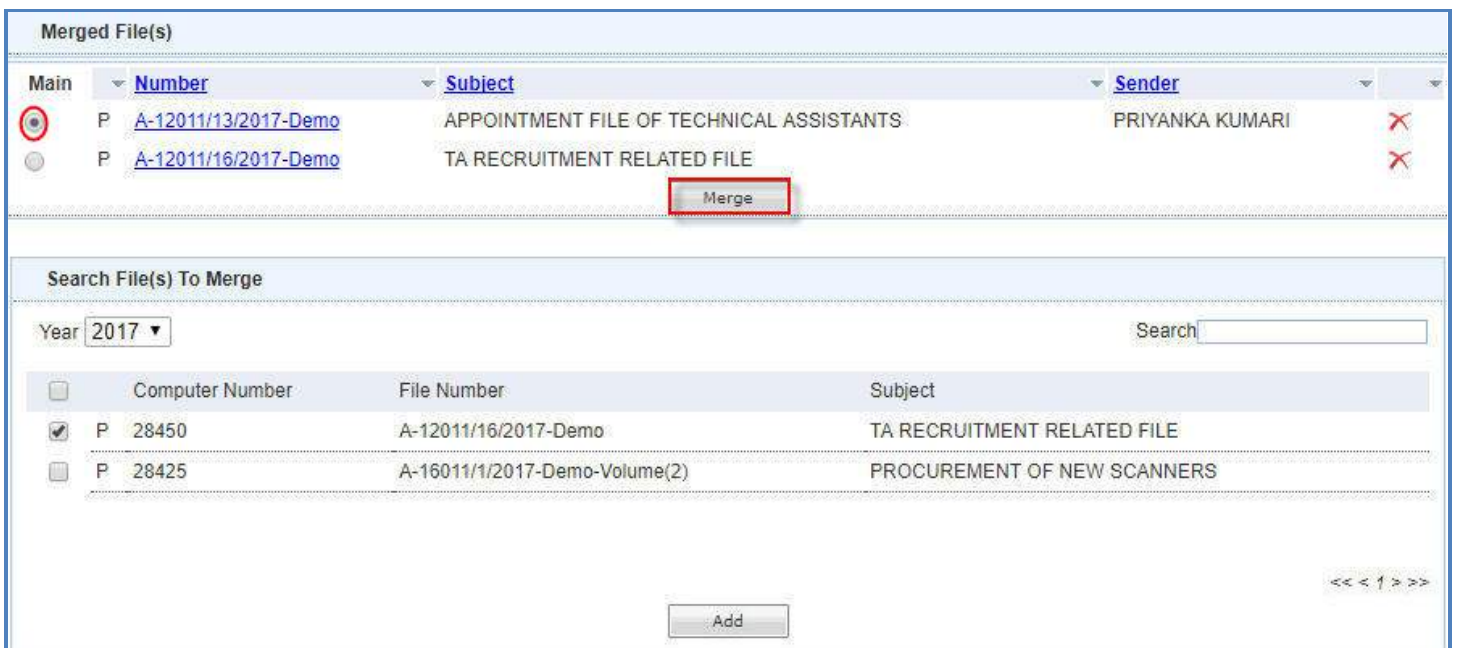 Merged File(s)
Main Number Subject Sender
P A-12011/13/2017-Demo APPOINTMENT FILE OF TECHNICAL ASSISTANTS PRIYANKA KUMARI
P A-12011/16/2017-Demo TA RECRUITMENT RELATED FILE
Merge
Search File(s) To Merge
Year 2017 Search
Computer Number File Number Subject
P 28450 A-12011/16/2017-Demo TA RECRUITMENT RELATED FILE
P 28425 A-16011/1/2017-Demo-Volume(2) PROCUREMENT OF NEW SCANNERS
<< < 1 > >>
Add